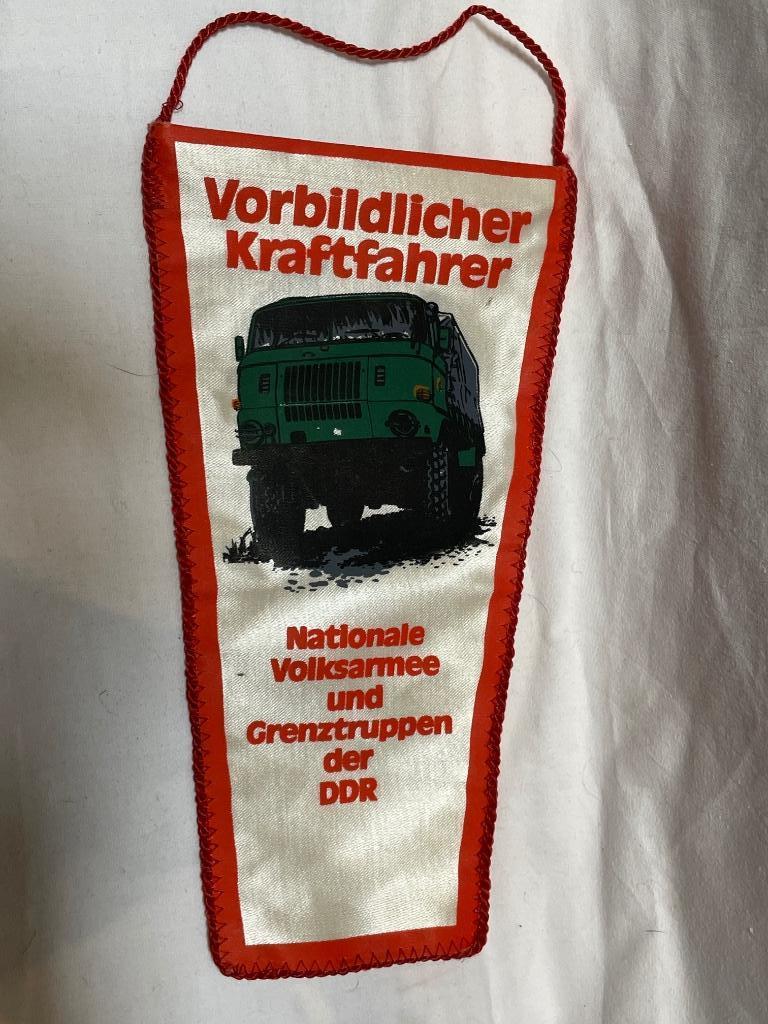 Vorbildlicher
Kraftfahrer
Nationale
Volksarmee
und
Grenztruppen
der
DDR